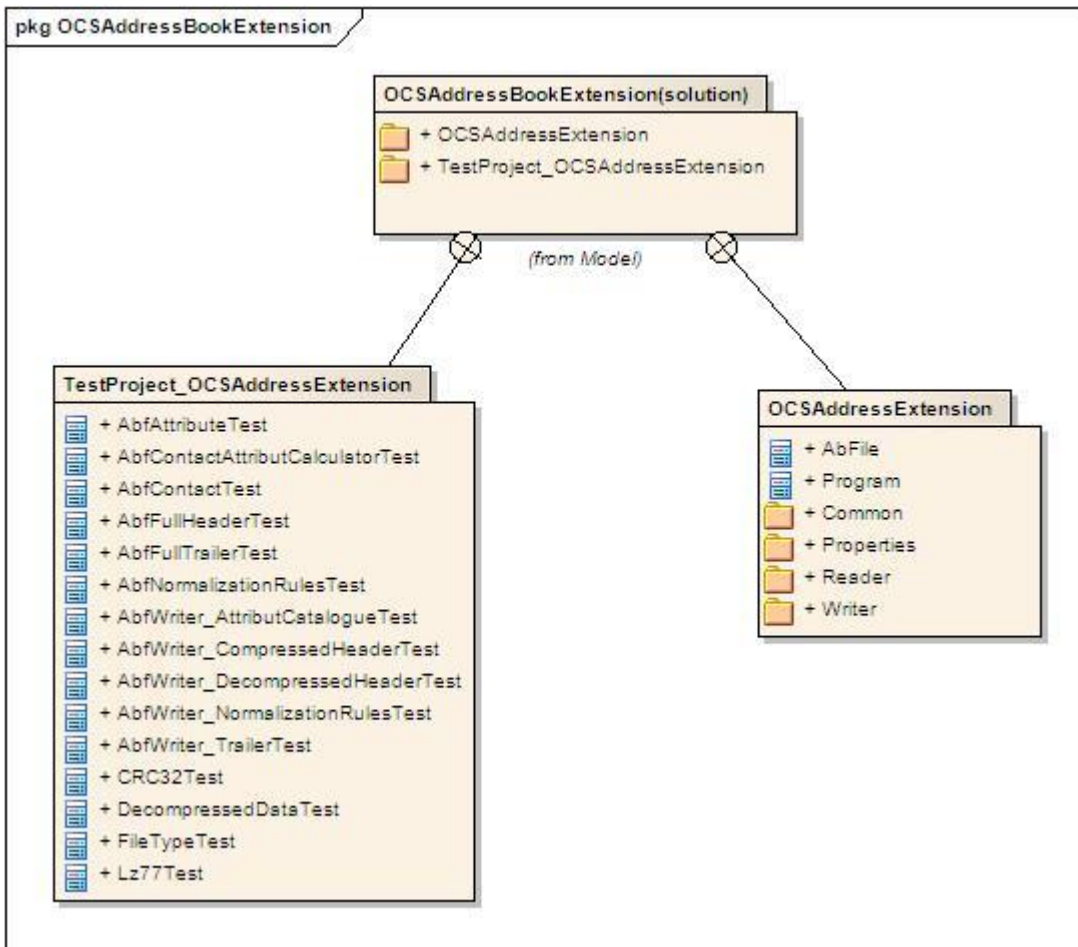 pkg OCSAddressBookExtension
OCSAddressBookExtension(solution)
+ OCSAddressExtension
+ TestProject_OCSAddressExtension
(from Model)
TestProject_OCSAddressExtension
+ AbfAttributeTest
+ AbfContactAttributCalculatorTest
+ AbfContactTest
+ AbfFullHeaderTest
+ AbfFullTrailerTest
+ AbfNormalizationRulesTest
+ AbfWriter_AttributCatalogueTest
+ AbfWriter_CompressedHeaderTest
+ AbfWriter_DecompressedHeaderTest
+ AbfWriter_NormalizationRulesTest
+ AbfWriter_TrailerTest
+ CRC32Test
+ DecompressedDataTest
+ FileTypeTest
+ Lz77Test
OCSAddressExtension
+ AbFile
+ Program
+ Common
+ Properties
+ Reader
+ Writer